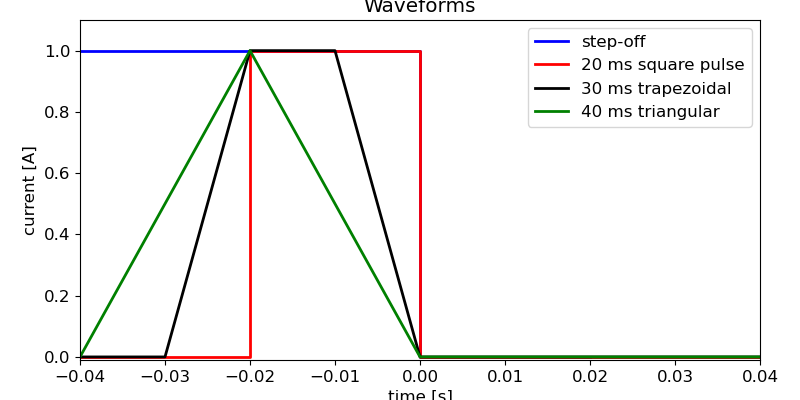 Waveforms
step-off
20 ms square pulse
30 ms trapezoidal
40 ms triangular
current [A]
1.0
0.8
0.6
0.4
0.2
0.0
−0.04 −0.03 −0.02 −0.01 0.00 0.01 0.02 0.03 0.04
time [s]